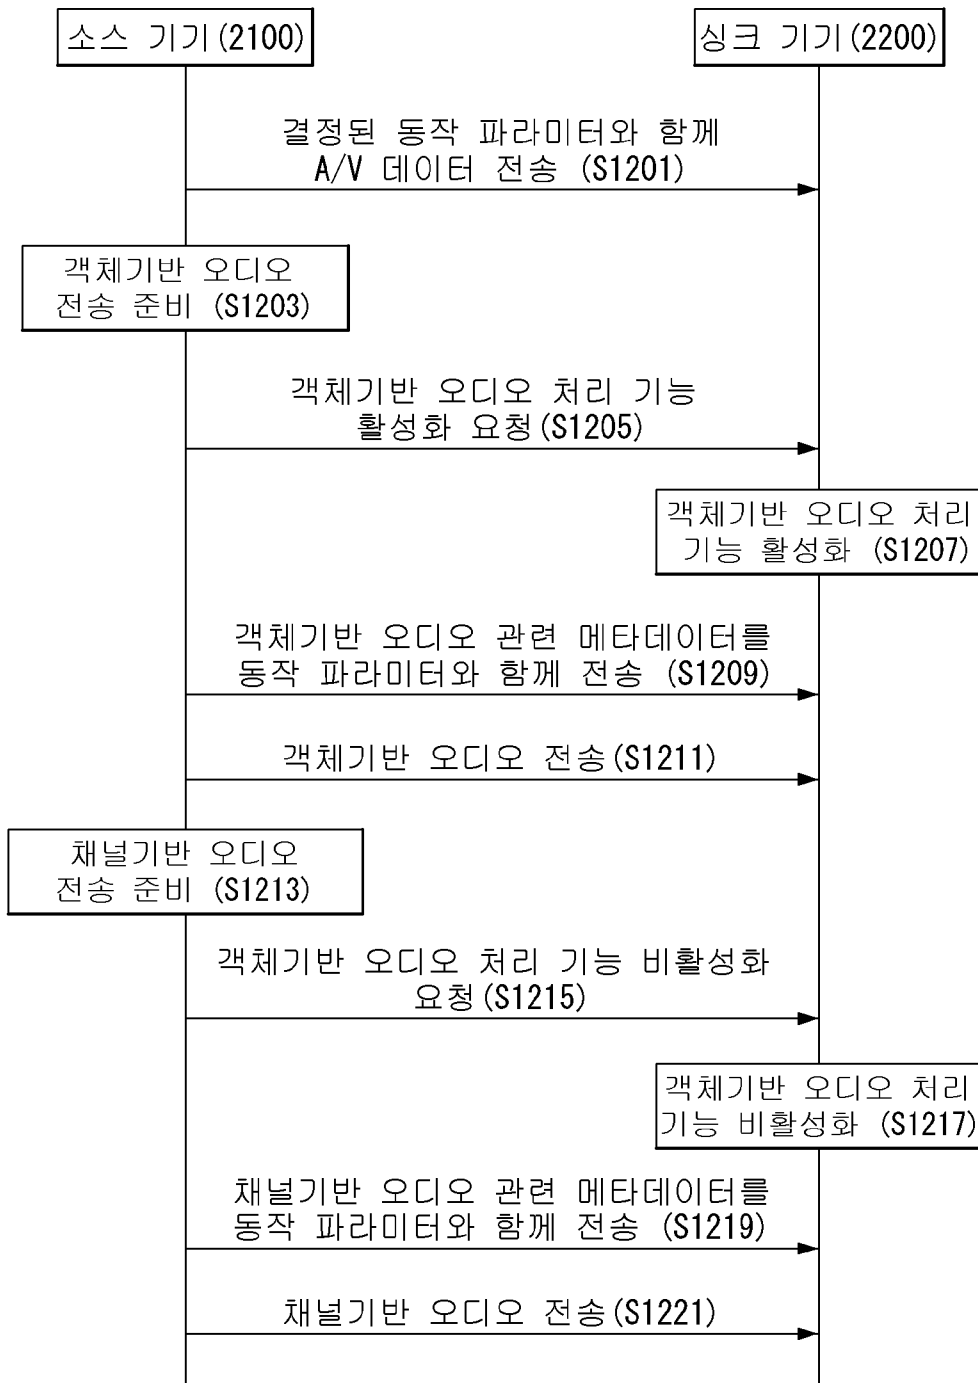 소스 기기(2100)
싱크 기기(2200)
결정된 동작 파라미터와 함께
A/V 데이터 전송 (S1201)
객체기반 오디오
전송 준비 (S1203)
객체기반 오디오 처리 기능
활성화 요청(S1205)
객체기반 오디오 처리
기능 활성화 (S1207)
객체기반 오디오 관련 메타데이터를
동작 파라미터와 함께 전송 (S1209)
객체기반 오디오 전송(S1211)
채널기반 오디오
전송 준비 (S1213)
객체기반 오디오 처리 기능 비활성화
요청(S1215)
객체기반 오디오 처리
기능 비활성화 (S1217)
채널기반 오디오 관련 메타데이터를
동작 파라미터와 함께 전송 (S1219)
채널기반 오디오 전송(S1221)